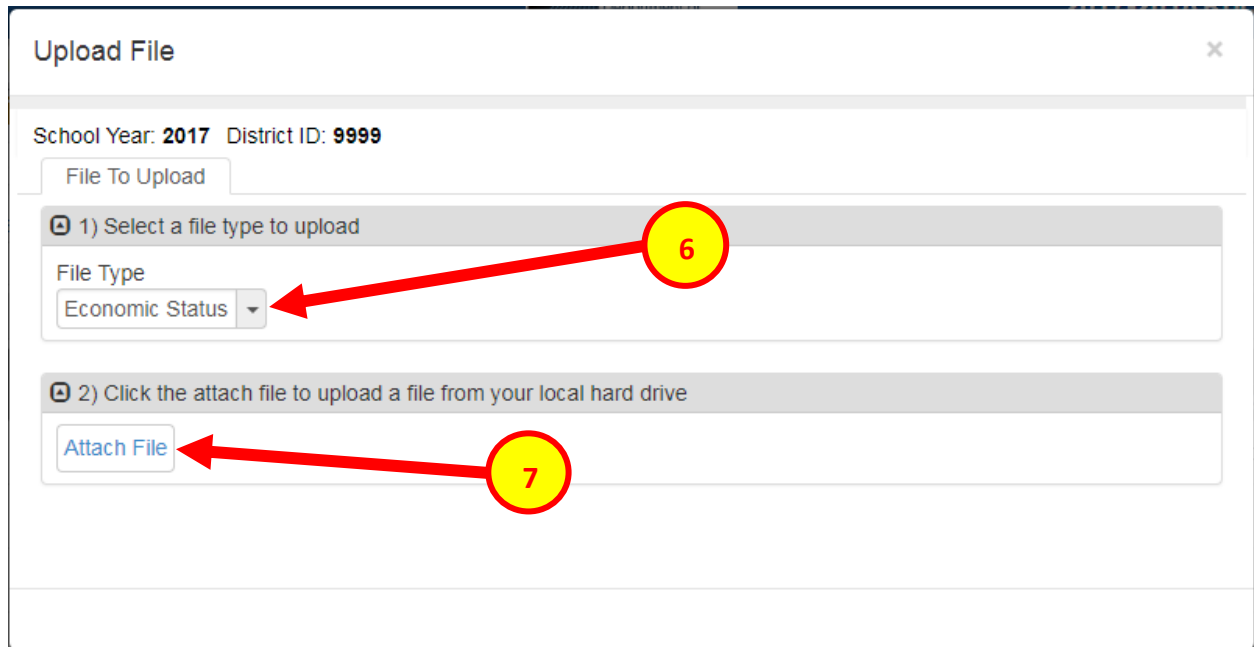 Upload File ×
School Year: 2017 District ID: 9999
File To Upload
1) Select a file type to upload
6
File Type
Economic Status
2) Click the attach file to upload a file from your local hard drive
Attach File
7